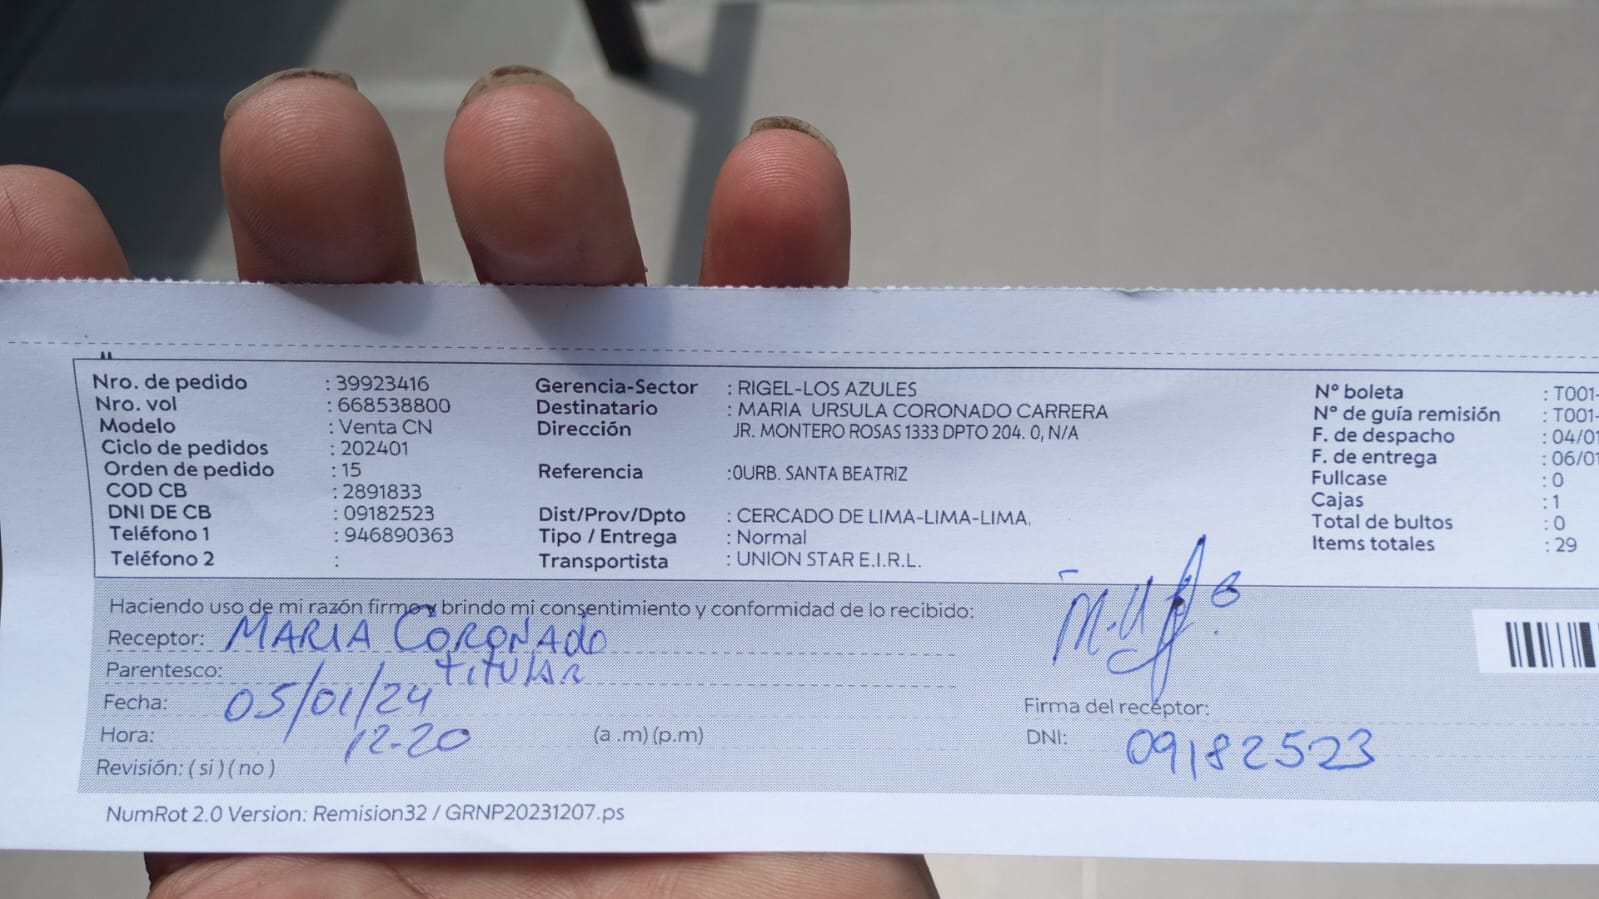 Nro. de pedido : 39923416
Nro. vol : 668538800
Modelo : Venta CN
Ciclo de pedidos : 202401
Orden de pedido : 15
COD CB : 2891833
DNI DE CB : 09182523
Teléfono 1 : 946890363
Teléfono 2 :
Gerencia-Sector : RIGEL-LOS AZULES
Destinatario : MARIA URSULA CORONADO CARRERA
Dirección JR. MONTERO ROSAS 1333 DPTO 204. 0, N/A
Referencia :0URB. SANTA BEATRIZ
Dist/Prov/Dpto : CERCADO DE LIMA-LIMA-LIMA,
Tipo / Entrega : Normal
Transportista : UNION STAR E.I.R.L.
N° boleta : T001-
N° de guía remisión : T001-
F. de despacho : 04/01
F. de entrega : 06/01
Fullcase : 0
Cajas : 1
Total de bultos : 0
Items totales : 29
Haciendo uso de mi razón firmo y brindo mi consentimiento y conformidad de lo recibido:
Receptor: MARIA CORONADO
Parentesco: TITULAR
Fecha: 05/01/24
Hora: 12-20 (a .m) (p.m)
Revisión: ( si ) ( no )
Firma del receptor:
DNI: 09182523
NumRot 2.0 Version: Remision32 / GRNP20231207.ps